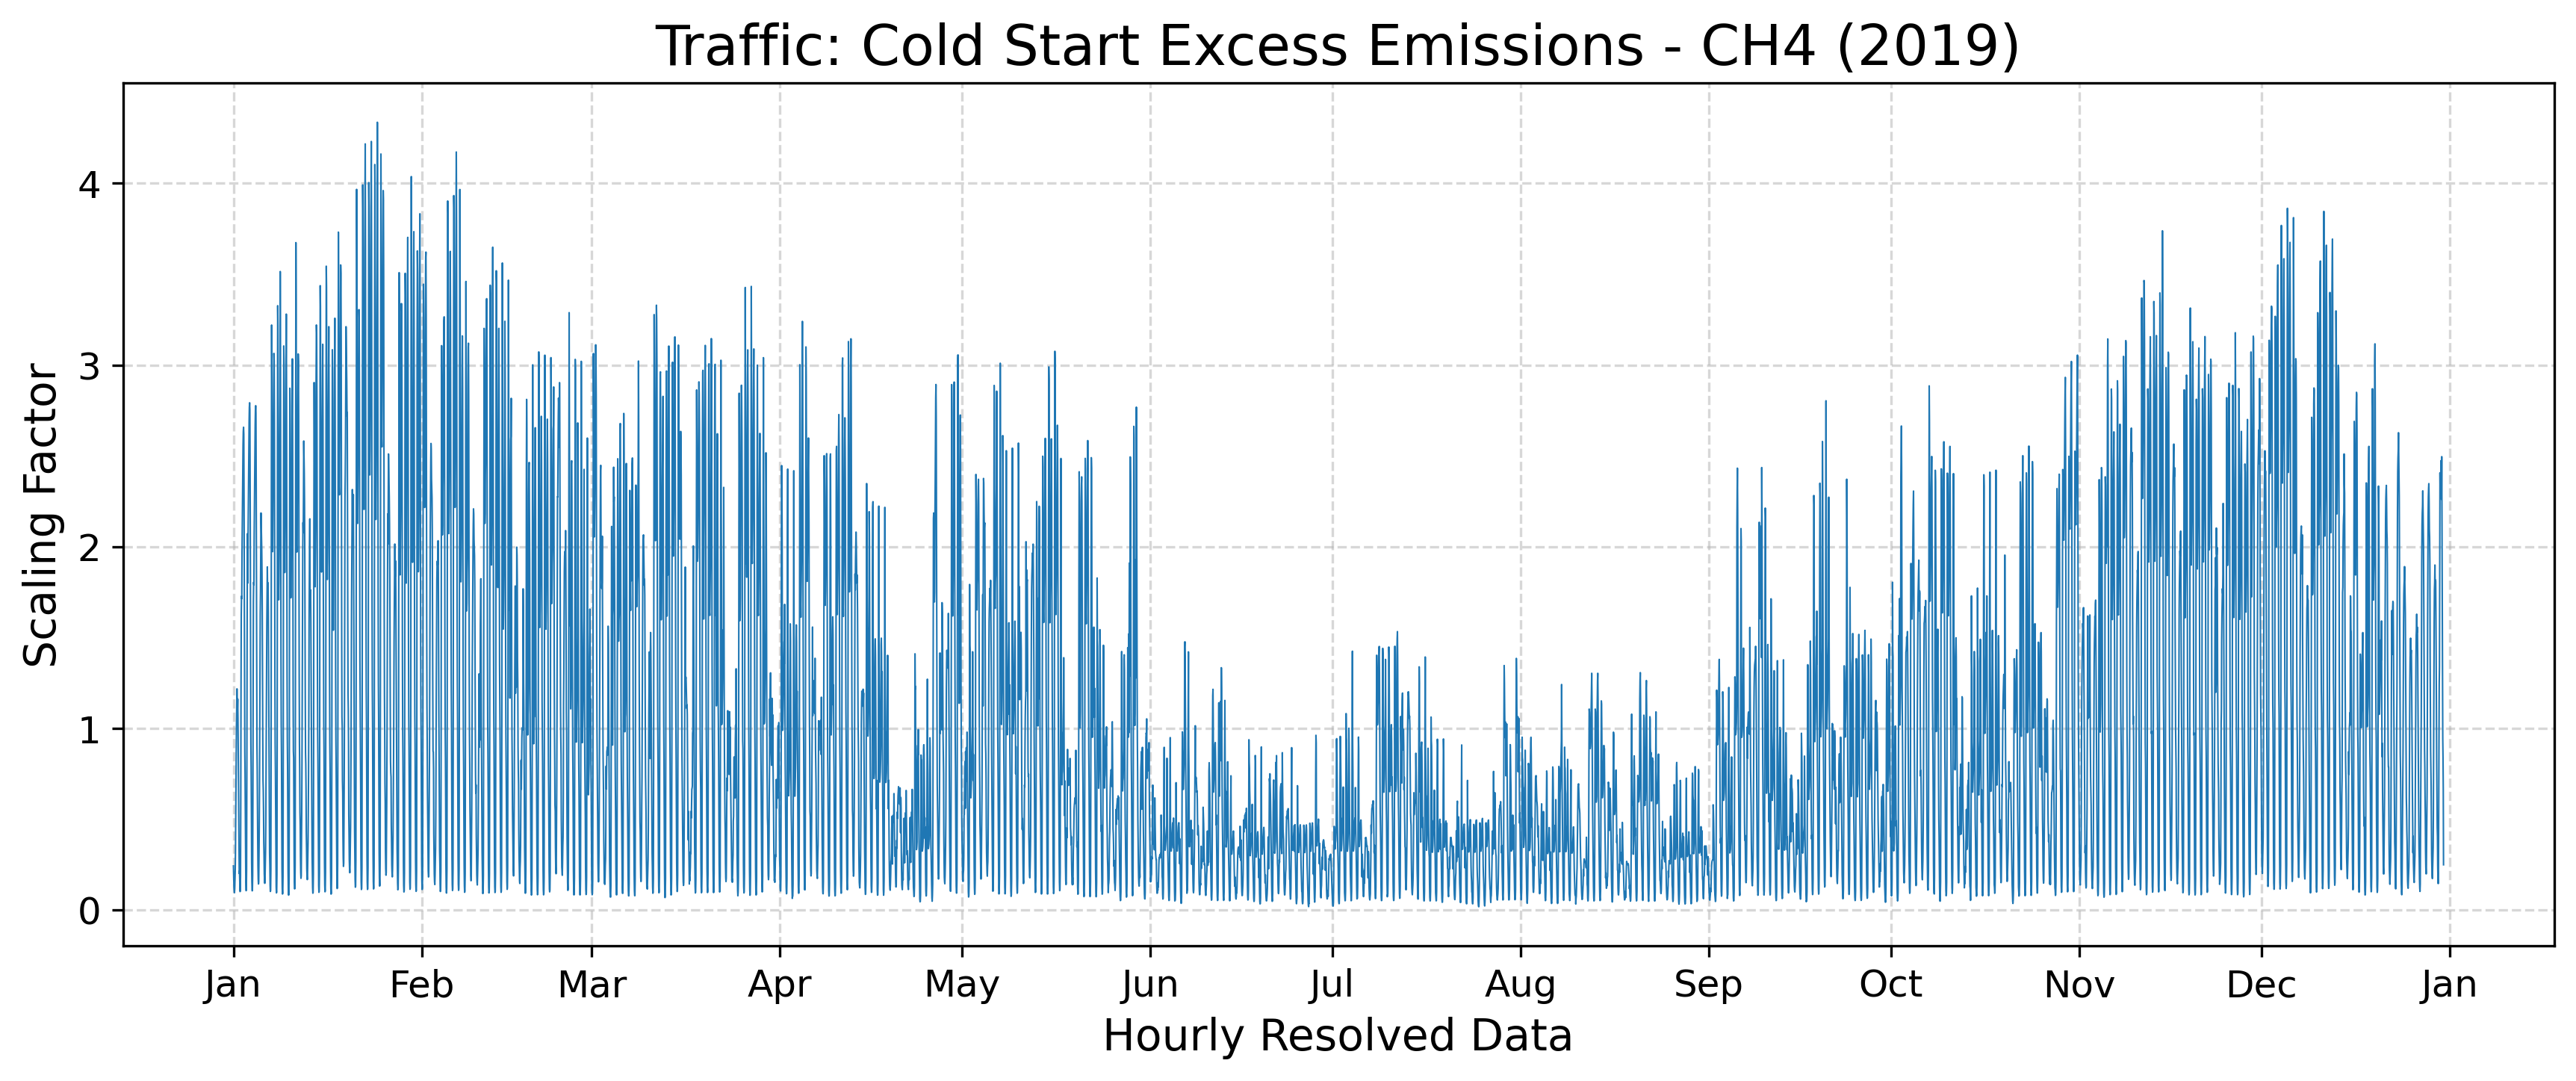 Traffic: Cold Start Excess Emissions - CH4 (2019)
Scaling Factor
4
3
2
1
0
Jan Feb Mar Apr May Jun Jul Aug Sep Oct Nov Dec Jan
Hourly Resolved Data